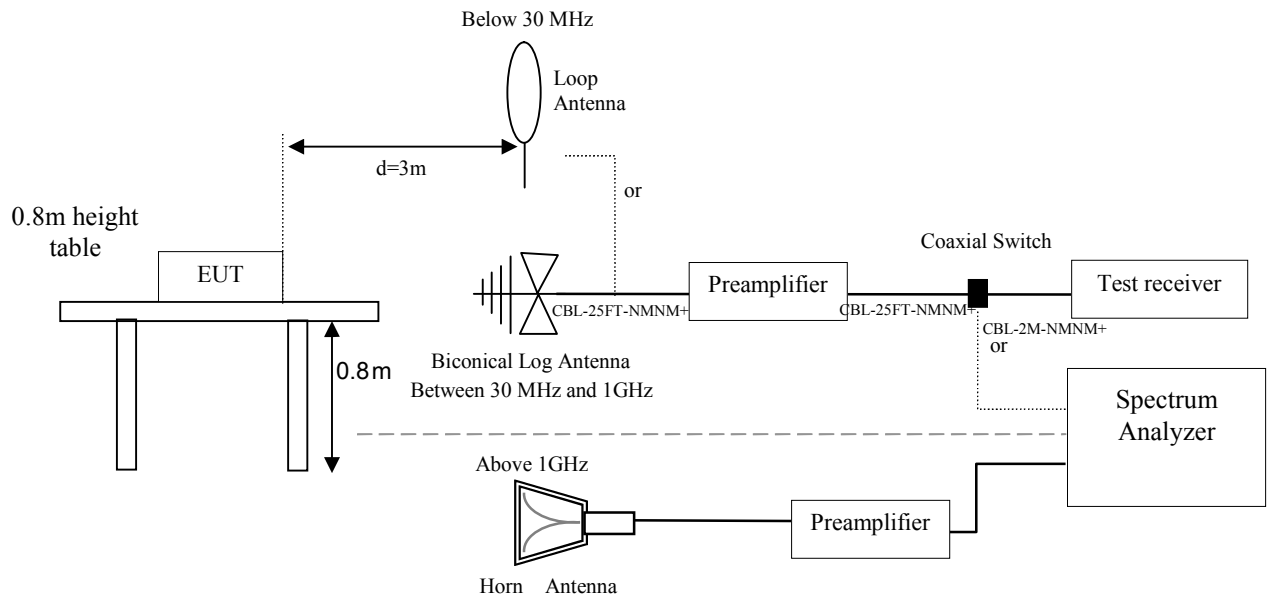 Below 30 MHz
Loop
Antenna
d=3m
or
0.8m height
table
EUT
Coaxial Switch
Preamplifier
Test receiver
CBL-25FT-NMNM+
CBL-25FT-NMNM+
CBL-2M-NMNM+
or
Biconical Log Antenna
Between 30 MHz and 1GHz
0.8m
Spectrum
Analyzer
Above 1GHz
Preamplifier
Horn Antenna